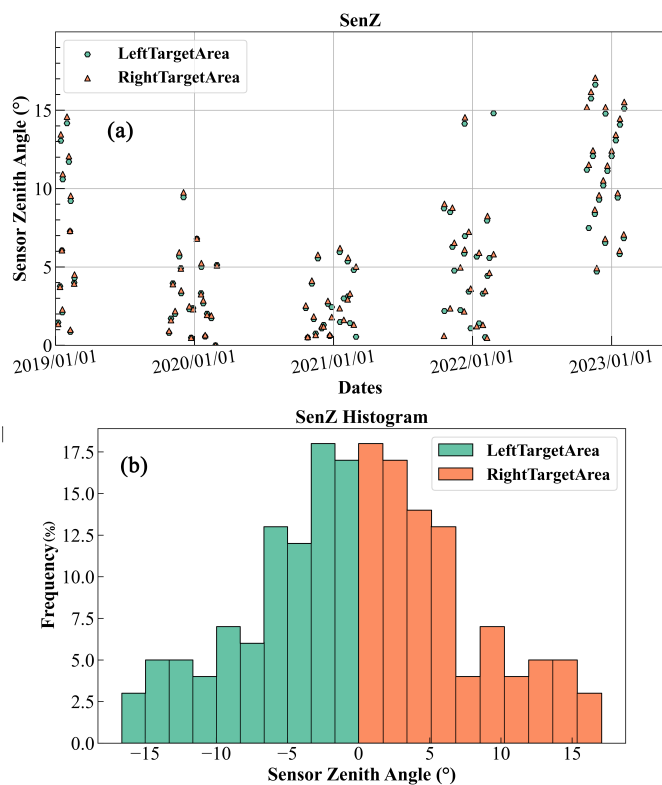 SenZ
LeftTargetArea
RightTargetArea
(a)
Sensor Zenith Angle (°)
15
10
5
0
2019/01/01
2020/01/01
2021/01/01
2022/01/01
2023/01/01
Dates
SenZ Histogram
(b)
LeftTargetArea
RightTargetArea
Frequency(%)
17.5
15.0
12.5
7.5
5.0
2.5
0.0
−15
−10
−5
0
5
10
15
Sensor Zenith Angle (°)